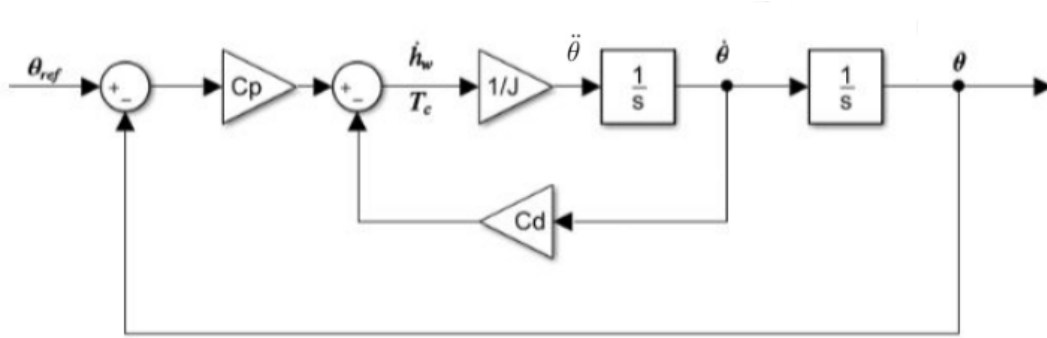 θref + − Cp + − ḣw Tc 1/J θ̈ 1/s θ̇ 1/s θ
Cd